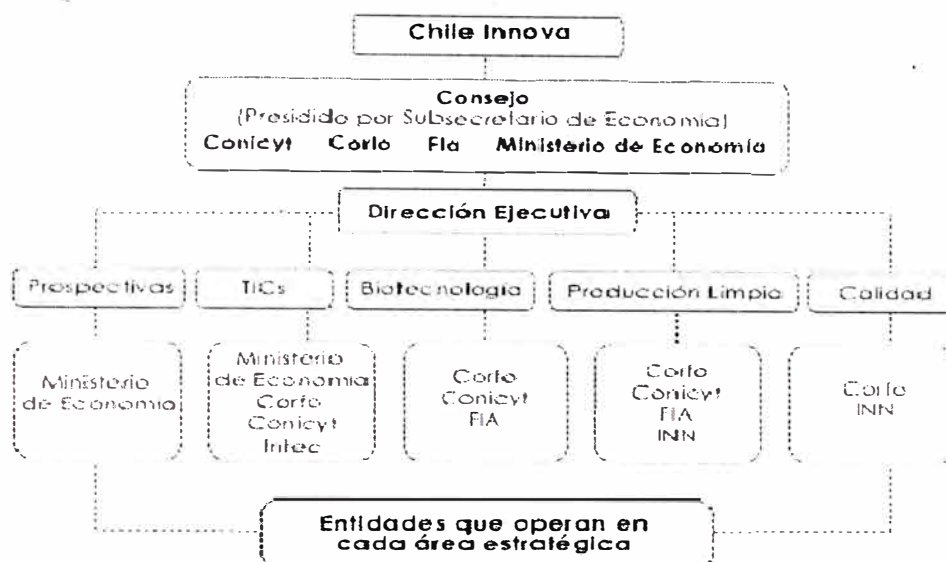 Chile Innova
Consejo
(Presidido por Subsecretario de Economía)
Conicyt Corfo Fia Ministerio de Economía
Dirección Ejecutiva
Prospectivas
TICs
Biotecnología
Producción Limpia
Calidad
Ministerio
de Economía
Ministerio
de Economía
Corfo
Conicyt
Intec
Corfo
Conicyt
FIA
Corfo
Conicyt
FIA
INN
Corfo
INN
Entidades que operan en
cada área estratégica